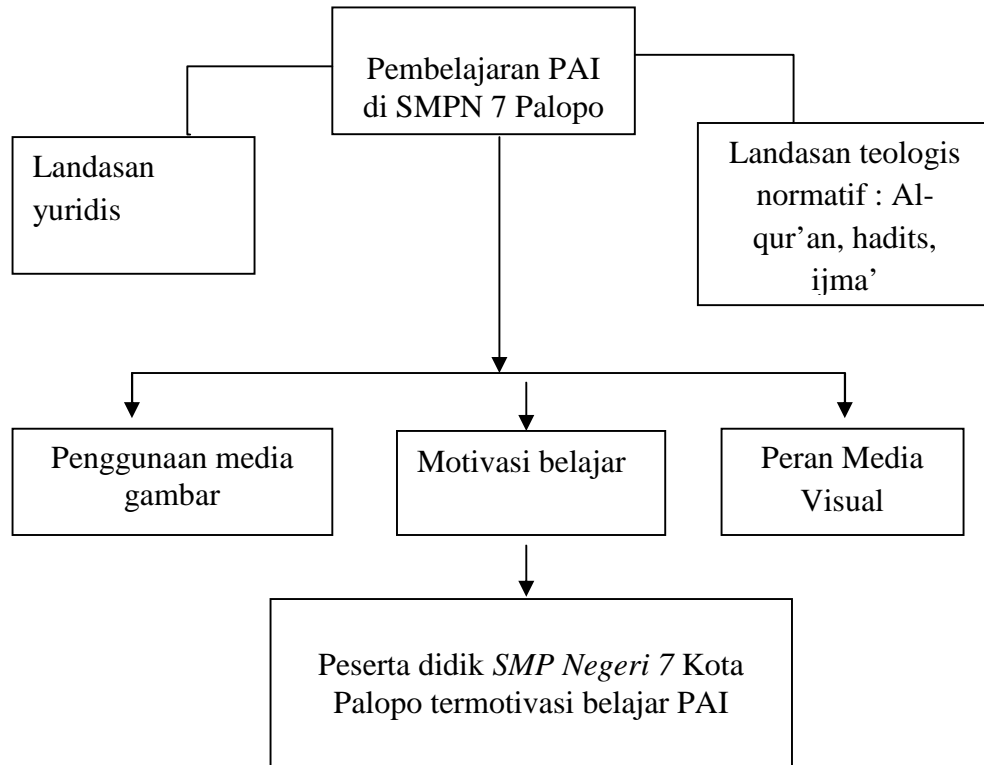 Pembelajaran PAI
di SMPN 7 Palopo
Landasan
yuridis
Landasan teologis
normatif : Al-
qur’an, hadits,
ijma’
Penggunaan media
gambar
Motivasi belajar
Peran Media
Visual
Peserta didik SMP Negeri 7 Kota
Palopo termotivasi belajar PAI